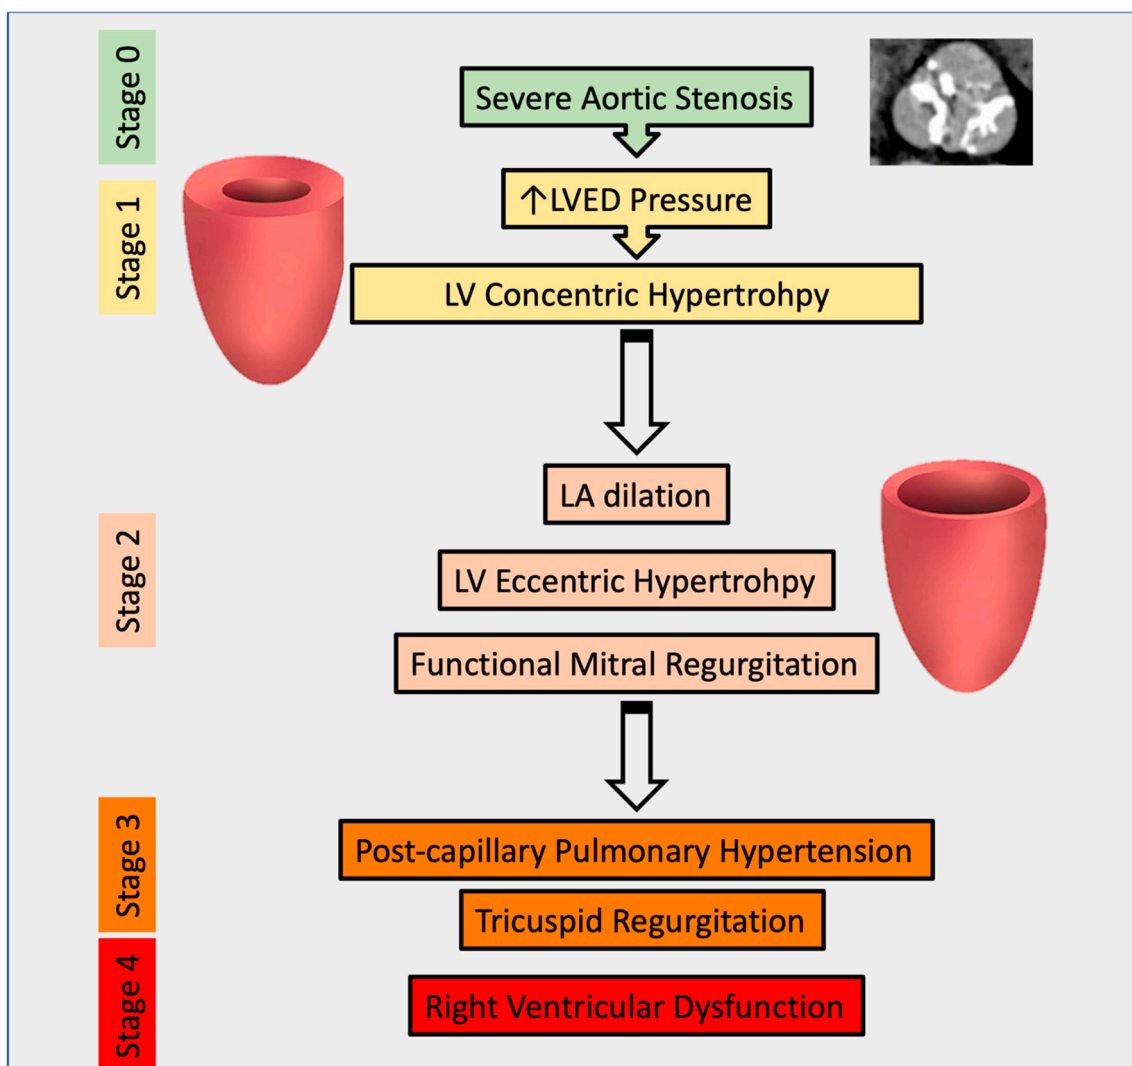 Stage 0
Severe Aortic Stenosis
Stage 1
↑LVED Pressure
LV Concentric Hypertrohpy
LA dilation
Stage 2
LV Eccentric Hypertrohpy
Functional Mitral Regurgitation
Stage 3
Post-capillary Pulmonary Hypertension
Tricuspid Regurgitation
Stage 4
Right Ventricular Dysfunction